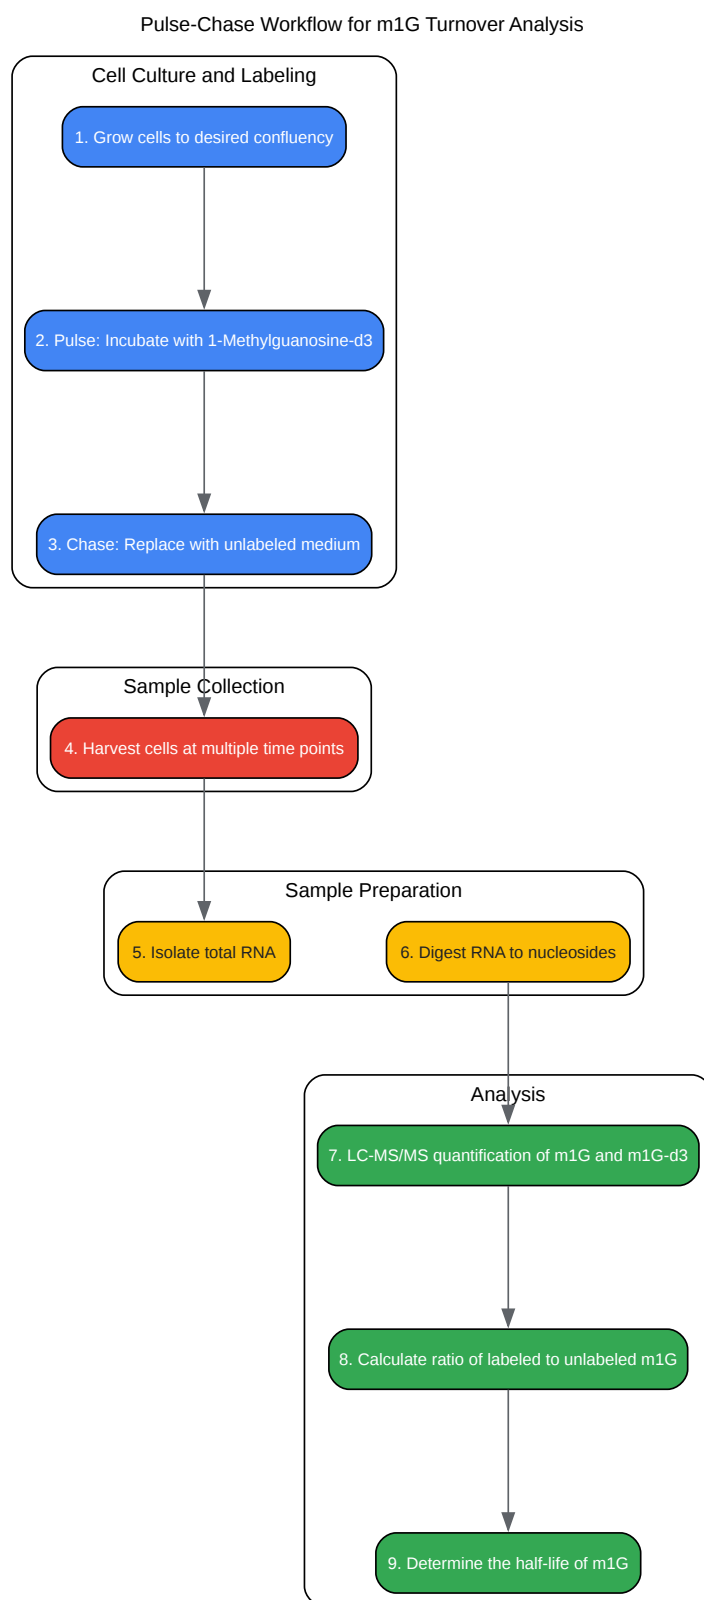 Pulse-Chase Workflow for m1G Turnover Analysis
Cell Culture and Labeling
1. Grow cells to desired confluency
2. Pulse: Incubate with 1-Methylguanosine-d3
3. Chase: Replace with unlabeled medium
Sample Collection
4. Harvest cells at multiple time points
Sample Preparation
5. Isolate total RNA
6. Digest RNA to nucleosides
Analysis
7. LC-MS/MS quantification of m1G and m1G-d3
8. Calculate ratio of labeled to unlabeled m1G
9. Determine the half-life of m1G